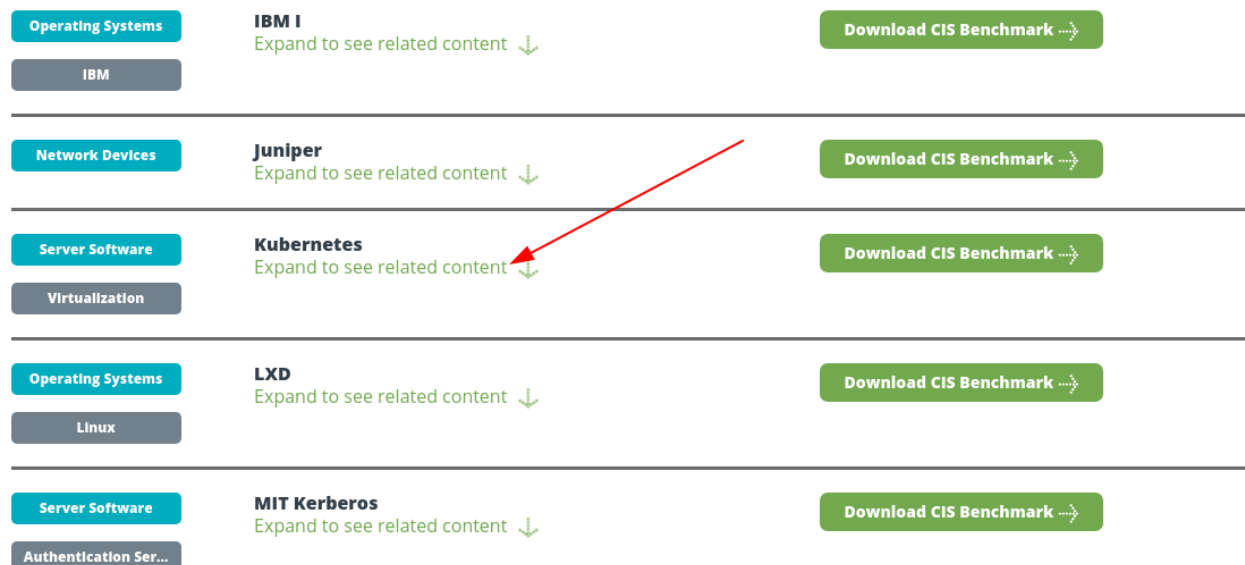 Operating Systems
IBM
IBM I
Expand to see related content
Download CIS Benchmark
Network Devices
Juniper
Expand to see related content
Download CIS Benchmark
Server Software
Virtualization
Kubernetes
Expand to see related content
Download CIS Benchmark
Operating Systems
Linux
LXD
Expand to see related content
Download CIS Benchmark
Server Software
Authentication Ser...
MIT Kerberos
Expand to see related content
Download CIS Benchmark